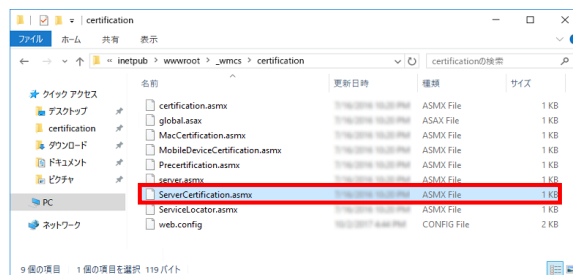 certification
ファイル ホーム 共有 表示
« inetpub › wwwroot › _wmcs › certification
certificationの検索
名前 更新日時 種類 サイズ
クイック アクセス
デスクトップ
certification
ダウンロード
ドキュメント
ピクチャ
PC
ネットワーク
certification.asmx ASMX File 1 KB
global.asax ASAX File 1 KB
MacCertification.asmx ASMX File 1 KB
MobileDeviceCertification.asmx ASMX File 1 KB
Precertification.asmx ASMX File 1 KB
server.asmx ASMX File 1 KB
ServerCertification.asmx ASMX File 1 KB
ServiceLocator.asmx ASMX File 1 KB
web.config CONFIG File 2 KB
9 個の項目 1 個の項目を選択 119 バイト